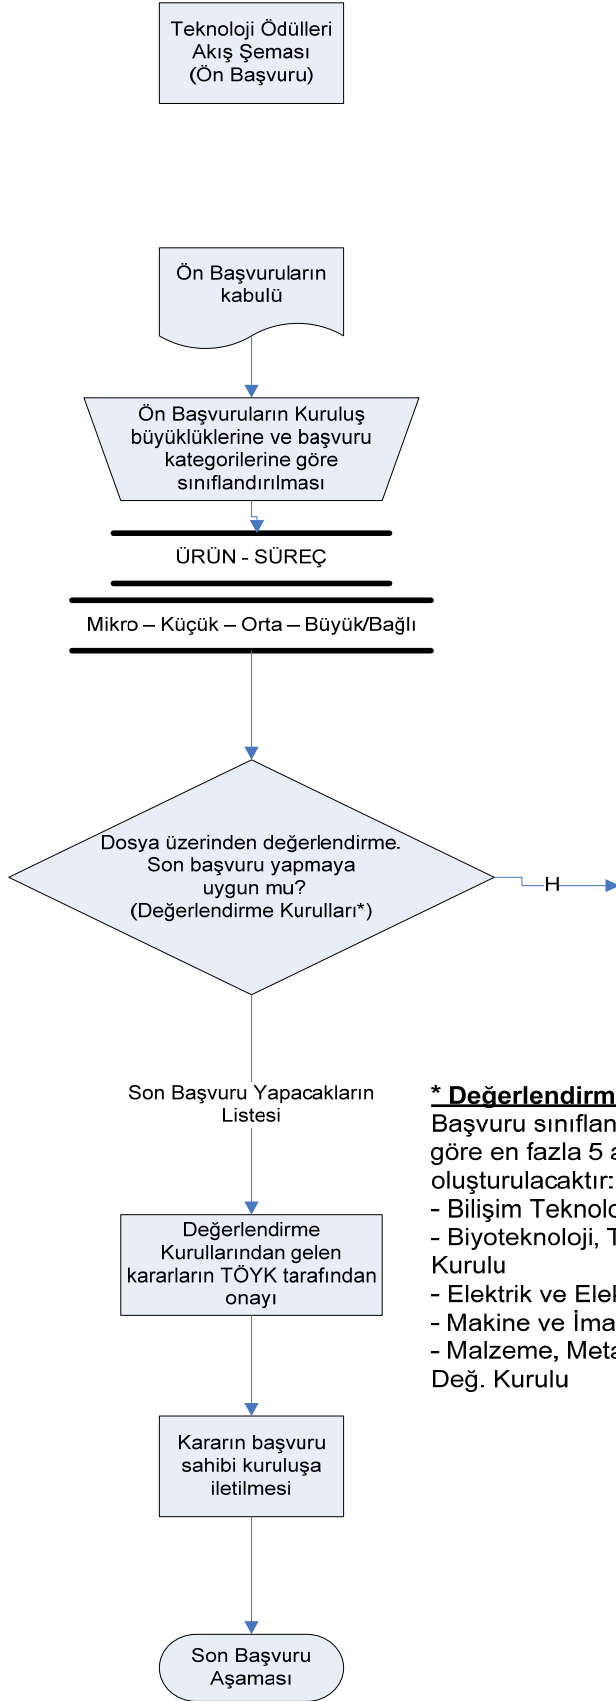 Teknoloji Ödülleri
Akış Şeması
(Ön Başvuru)
Ön Başvuruların
kabulü
Ön Başvuruların Kuruluş
büyüklüklerine ve başvuru
kategorilerine göre
sınıflandırılması
ÜRÜN - SÜREÇ
Mikro – Küçük – Orta – Büyük/Bağlı
Dosya üzerinden değerlendirme.
Son başvuru yapmaya
uygun mu?
(Değerlendirme Kurulları*)
H
Son Başvuru Yapacakların
Listesi
* Değerlendirm
Başvuru sınıflan
göre en fazla 5 a
oluşturulacaktır:
- Bilişim Teknolo
- Biyoteknoloji, T
Kurulu
- Elektrik ve Elek
- Makine ve İma
- Malzeme, Meta
Değ. Kurulu
Değerlendirme
Kurullarından gelen
kararların TÖYK tarafından
onayı
Kararın başvuru
sahibi kuruluşa
iletilmesi
Son Başvuru
Aşaması